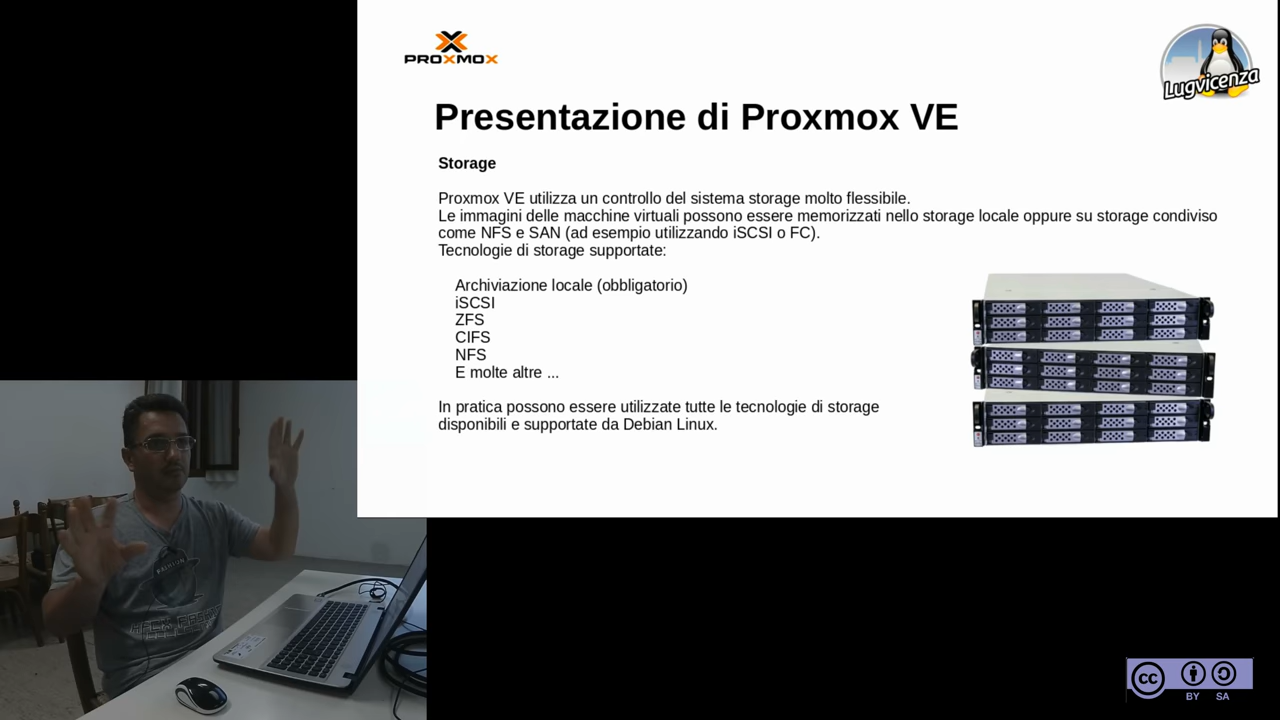 PROXMOX
Lugvicenza
Presentazione di Proxmox VE
Storage
Proxmox VE utilizza un controllo del sistema storage molto flessibile.
Le immagini delle macchine virtuali possono essere memorizzati nello storage locale oppure su storage condiviso
come NFS e SAN (ad esempio utilizzando iSCSI o FC).
Tecnologie di storage supportate:
Archiviazione locale (obbligatorio)
iSCSI
ZFS
CIFS
NFS
E molte altre ...
In pratica possono essere utilizzate tutte le tecnologie di storage
disponibili e supportate da Debian Linux.
cc
BY SA